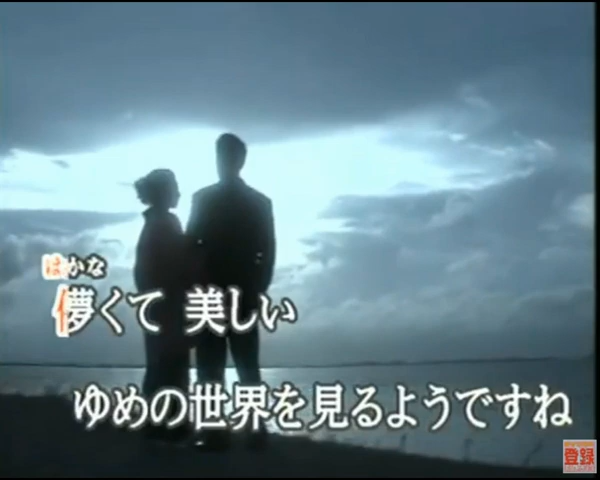 はかな
儚くて 美しい
ゆめの世界を見るようですね
登録